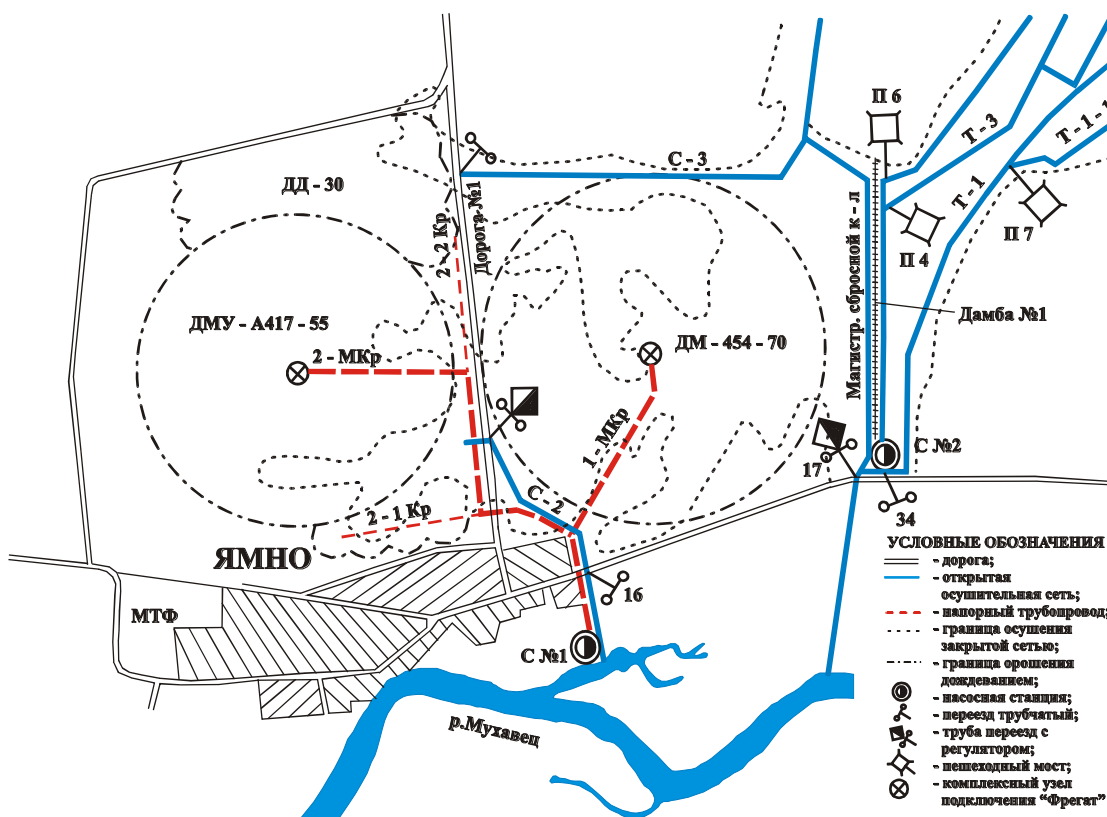 П 6
Т - 3
Т - 1 - 1
С - 3
Т - 1
ДД - 30
Дорога №1
2 - 2 Кр
П 4
П 7
ДМУ - А417 - 55
ДМ - 454 - 70
Дамба №1
Магистр. сбросной к - л
2 - МКр
1 - МКр
С №2
17
С - 2
34
2 - 1 Кр
ЯМНО
МТФ
16
С №1
р.Мухавец
УСЛОВНЫЕ ОБОЗНАЧЕНИЯ
- дорога;
- открытая
осушительная сеть;
- напорный трубопровод;
- граница осушения
закрытой сетью;
- граница орошения
дождеванием;
- насосная станция;
- переезд трубчатый;
- труба переезд с
регулятором;
- пешеходный мост;
- комплексный узел
подключения “Фрегат”